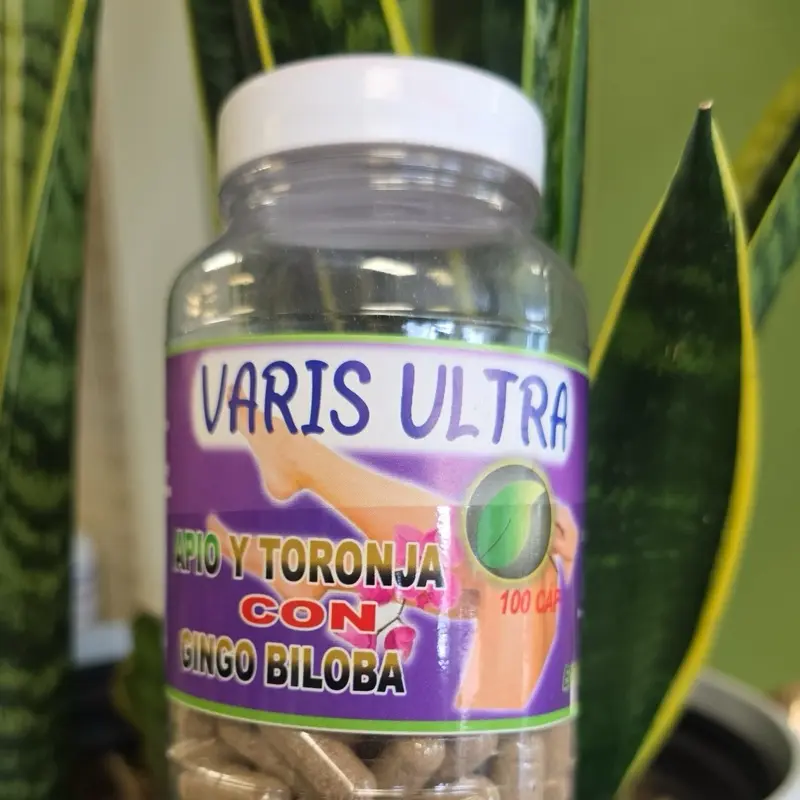 VARIS ULTRA
APIO Y TORONJA
CON
GINGO BILOBA
100 CAP